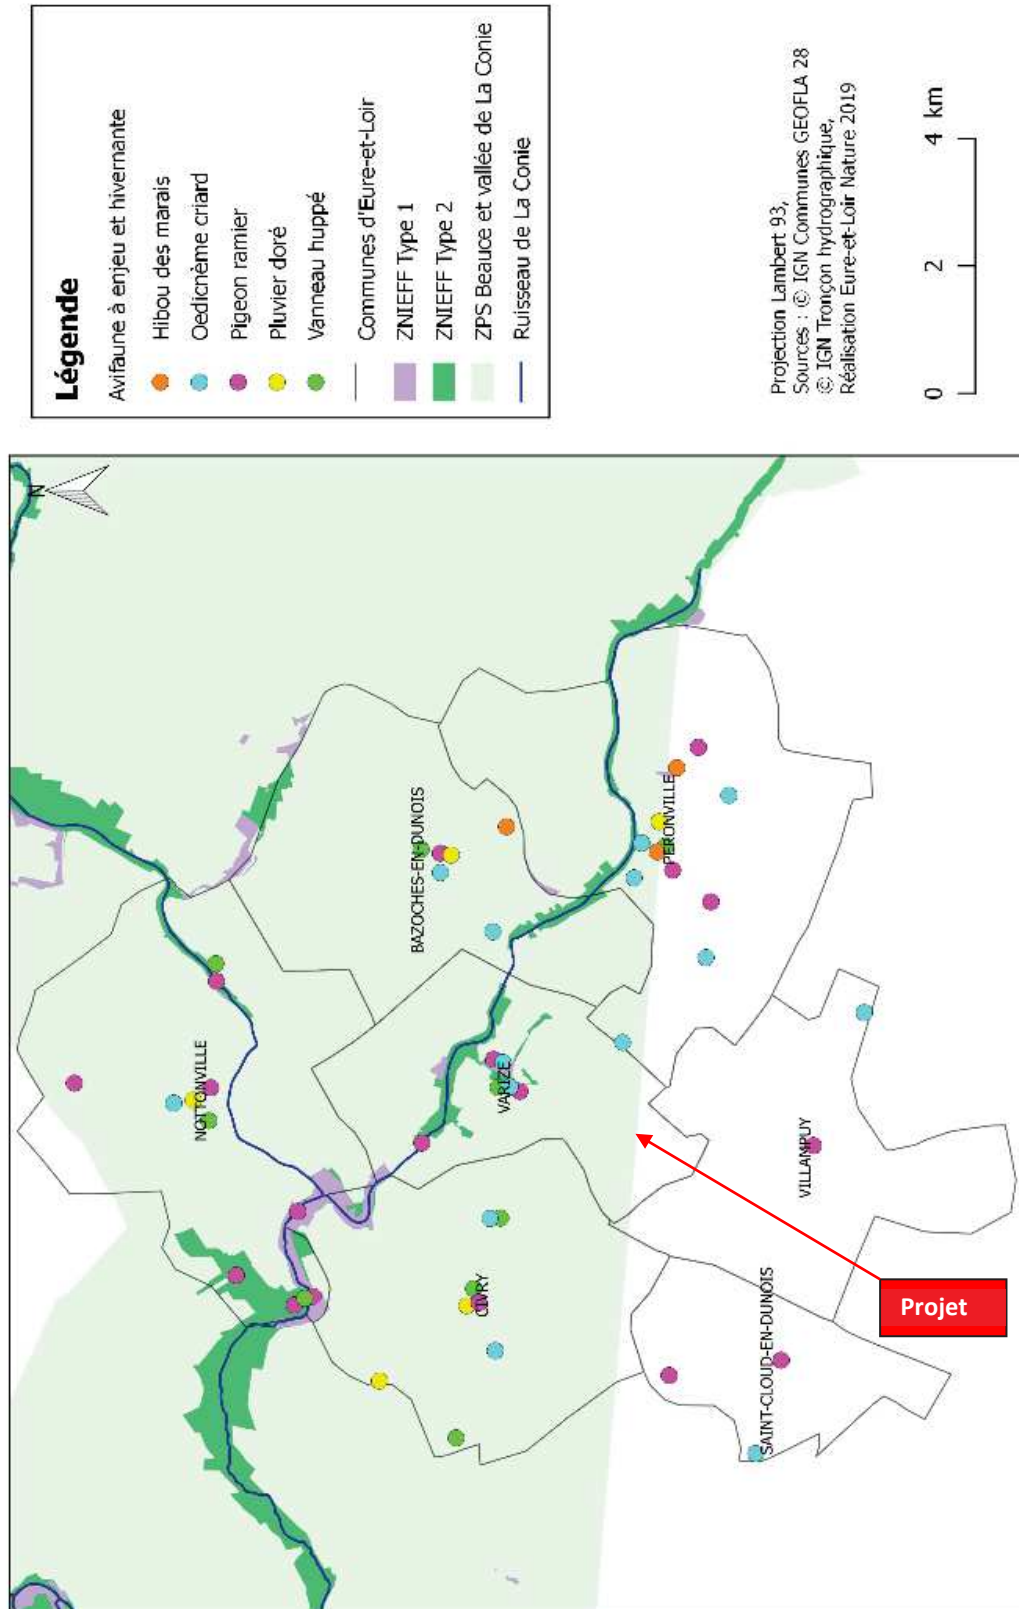 Légende
Avifaune à enjeu et hivernante
Hibou des marais
Oedicnème criard
Pigeon ramier
Pluvier doré
Vanneau huppé
Communes d'Eure-et-Loir
ZNIEFF Type 1
ZNIEFF Type 2
ZPS Beauce et vallée de La Conie
Ruisseau de La Conie
Projection Lambert 93,
Sources : © IGN Communes GEOFLA 28
© IGN Tronçon hydrographique,
Réalisation Eure-et-Loir Nature 2019
0 2 4 km
N
NOTTONVILLE
BAZOCHES-EN-DUNOIS
CIVRY
VARIZE
PERONVILLE
SAINT-CLOUD-EN-DUNOIS
VILLAMPUY
Projet